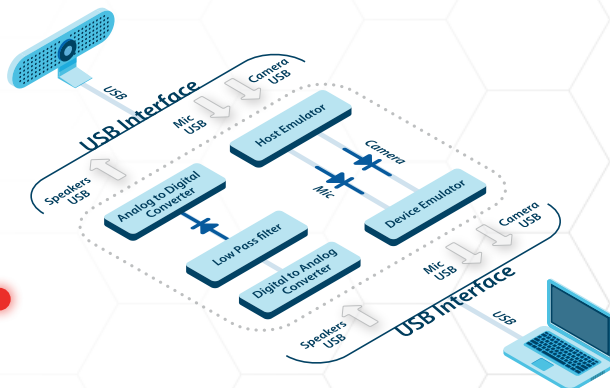 USB
USB Interface
Camera
USB
Mic
USB
Speakers
USB
Host Emulator
Camera
Mic
Analog to Digital
Converter
Device Emulator
Low Pass filter
Digital to Analog
Converter
Camera
USB
Mic
USB
Speakers
USB
USB Interface
USB